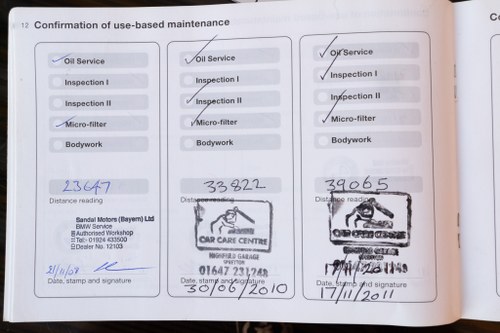 12 Confirmation of use-based maintenance
Co
Oil Service
Inspection I
Inspection II
Micro-filter
Bodywork
23647
Distance reading
Sandal Motors (Bayern) Ltd
BMW Service
Authorised Workshop
Tel:- 01924 433500
Dealer No. 12103
Date, stamp and signature
Oil Service
Inspection I
Inspection II
Micro-filter
Bodywork
33822
Distance reading
CAR CARE CENTRE
01647 231248
Date, stamp and signature
30/06/2010
Oil Service
Inspection I
Inspection II
Micro-filter
Bodywork
39065
Distance reading
Date, stamp and signature
17/11/2011